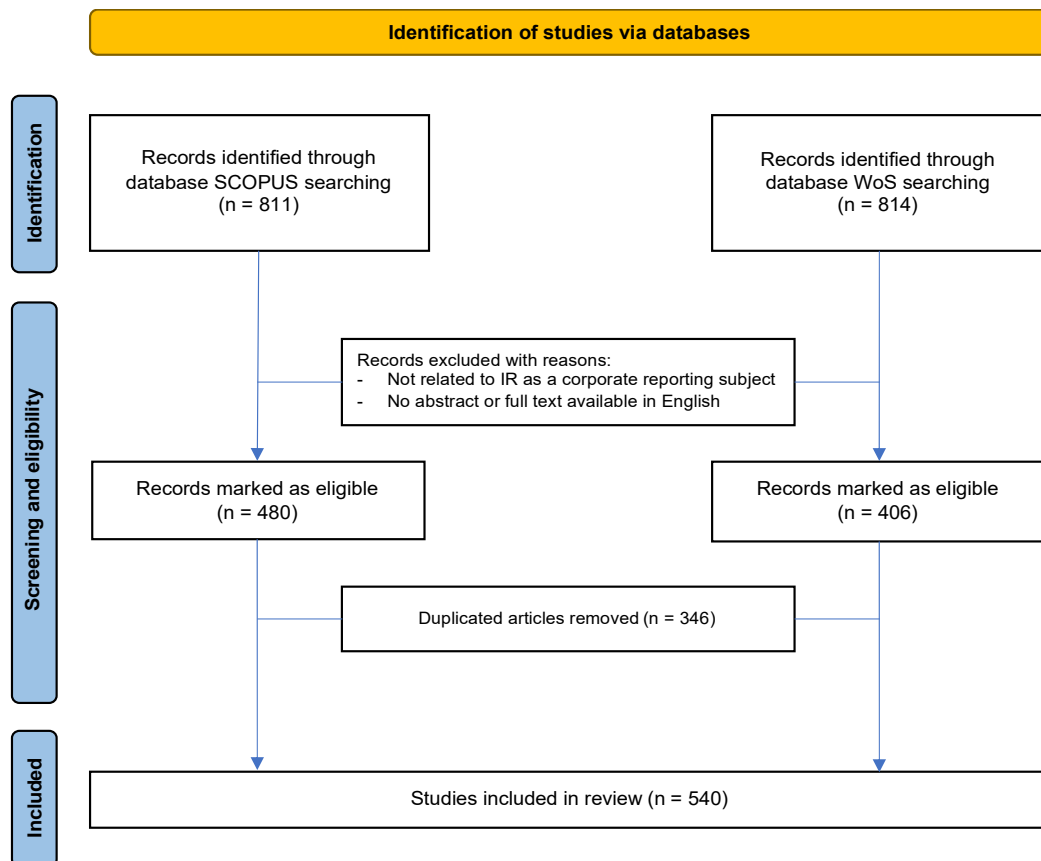 Identification of studies via databases
Identification
Records identified through
database SCOPUS searching
(n = 811)
Records identified through
database WoS searching
(n = 814)
Screening and eligibility
Records excluded with reasons:
- Not related to IR as a corporate reporting subject
- No abstract or full text available in English
Records marked as eligible
(n = 480)
Records marked as eligible
(n = 406)
Duplicated articles removed (n = 346)
Included
Studies included in review (n = 540)